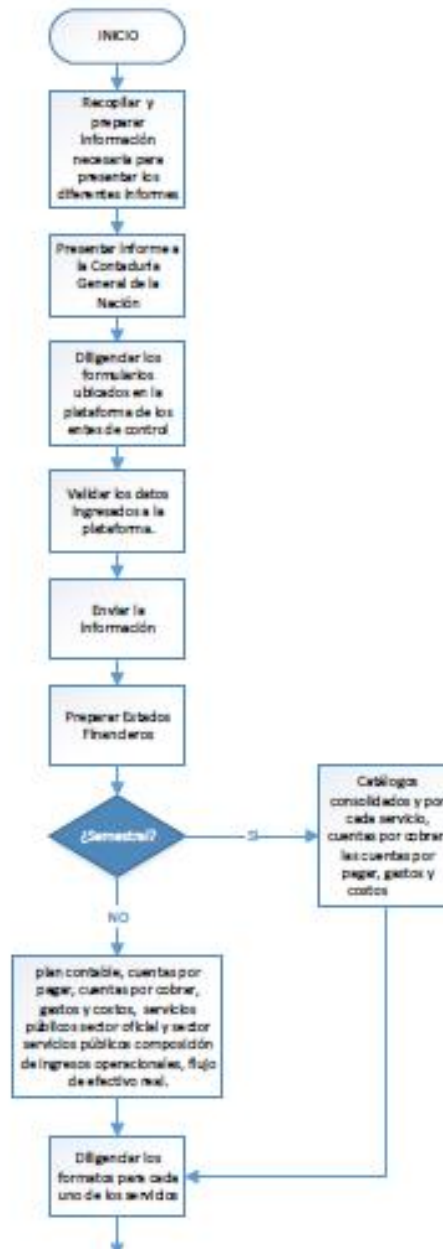 INICIO
Recopilar y
preparar
información
necesaria para
presentar los
diferentes informes
Presentar informe a
la Contaduría
General de la
Nación
Diligenciar los
formularios
ubicados en la
plataforma de los
entes de control
Validar los datos
ingresados a la
plataforma.
Enviar la
información
Preparar Estados
Financieros
¿Semestral?
SI
Catálogos
consolidados y por
cada servicio,
cuentas por cobrar
las cuentas por
pagar, gastos y
costos
NO
plan contable, cuentas por
pagar, cuentas por cobrar,
gastos y costos, servicios
públicos sector oficial y sector
servicios públicos composición
de ingresos operacionales, flujo
de efectivo real.
Diligenciar los
formatos para cada
uno de los servicios